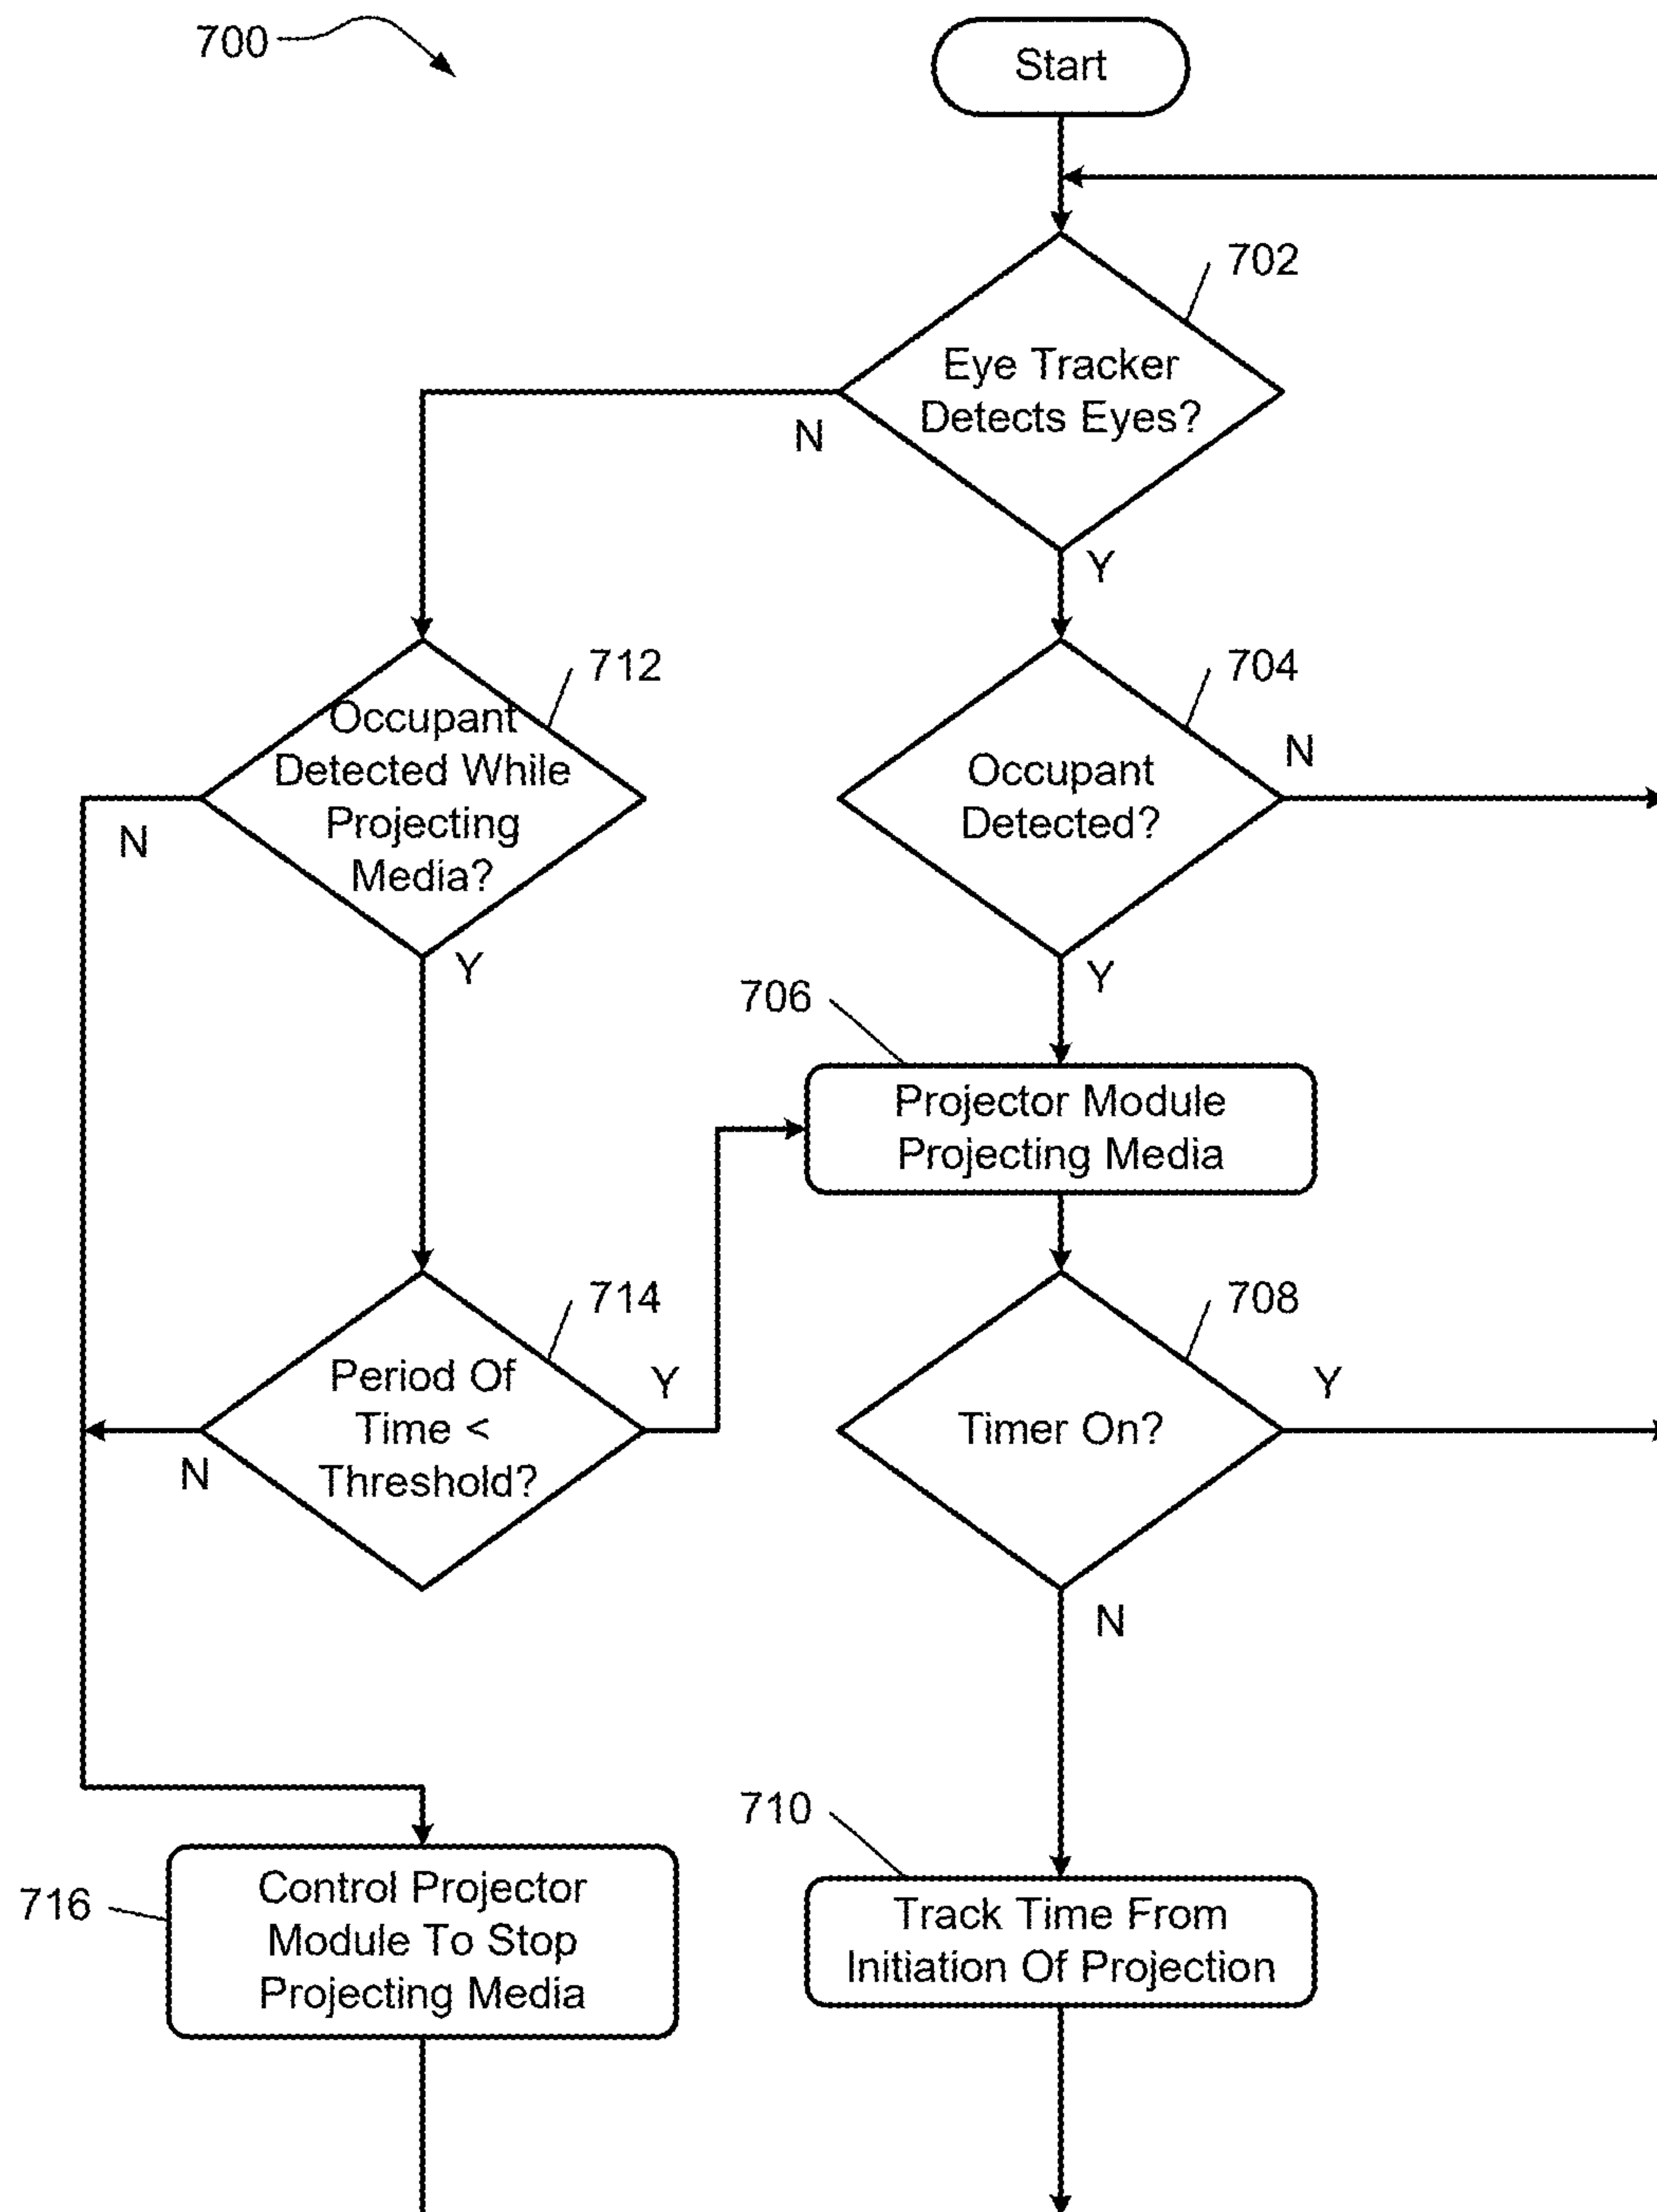 700
Start
702
Eye Tracker
Detects Eyes?
N
Y
712
Occupant
Detected While
Projecting
Media?
N
Y
704
Occupant
Detected?
N
Y
706
Projector Module
Projecting Media
714
Period Of
Time <
Threshold?
Y
N
708
Timer On?
Y
N
710
Track Time From
Initiation Of Projection
716
Control Projector
Module To Stop
Projecting Media